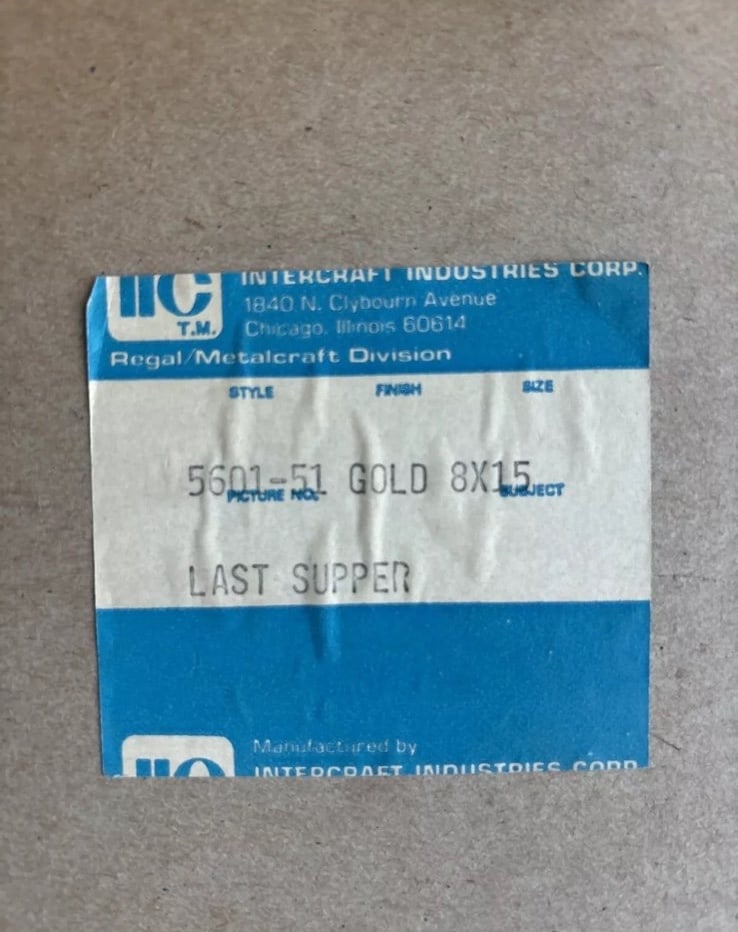 IIC INTERCRAFT INDUSTRIES CORP.
T.M. 1840 N. Clybourn Avenue
Chicago, Illinois 60614
Regal/Metalcraft Division
STYLE FINISH SIZE
5601-51 GOLD 8X15
PICTURE NO. SUBJECT
LAST SUPPER
Manufactured by
IIC INTERCRAFT INDUSTRIES CORP.